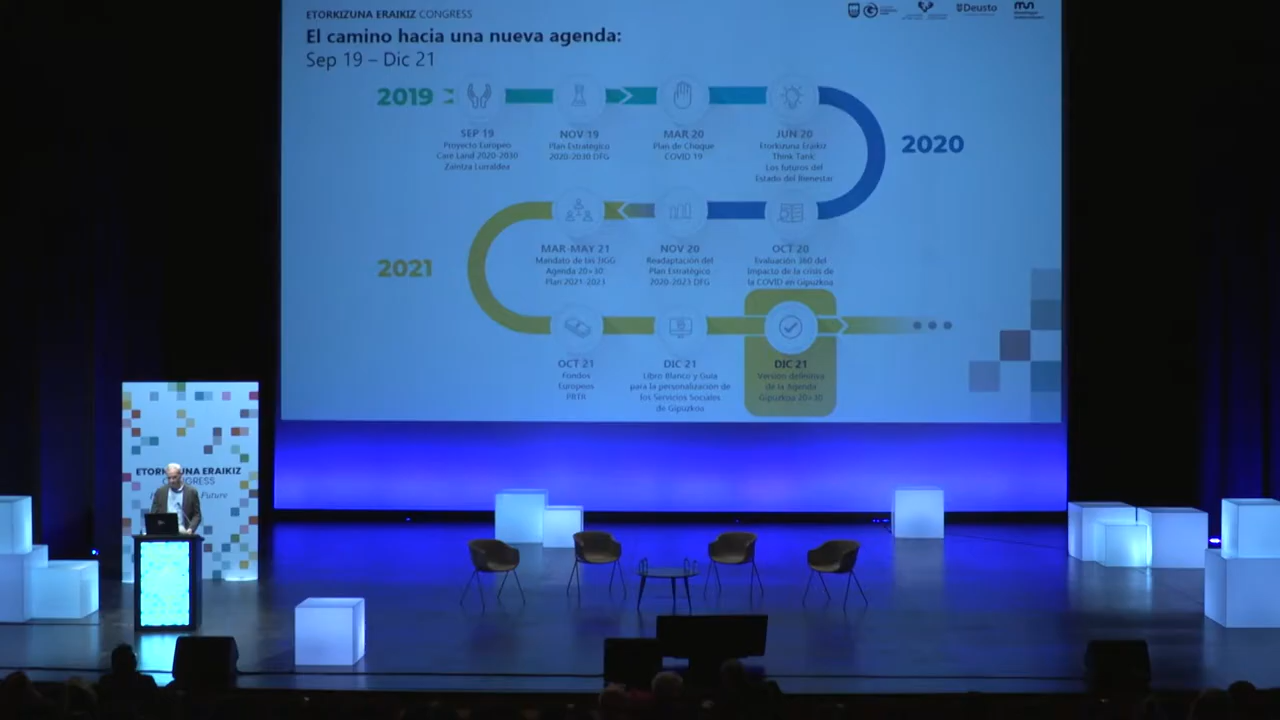 ETORKIZUNA ERAIKIZ CONGRESS
Deusto
El camino hacia una nueva agenda:
Sep 19 – Dic 21
2019
SEP 19
Proyecto Europeo
Care Land 2020-2030
Zaintza Lurraldea
NOV 19
Plan Estratégico
2020-2030 DFG
MAR 20
Plan de Choque
COVID 19
JUN 20
Etorkizuna Eraikiz
Think Tank:
Los futuros del
Estado del Bienestar
2020
MAR-MAY 21
Mandato de las JJGG
Agenda 20+30
Plan 2021-2023
NOV 20
Readaptación del
Plan Estratégico
2020-2023 DFG
OCT 20
Evaluación 360 del
impacto de la crisis de
la COVID en Gipuzkoa
2021
OCT 21
Fondos
Europeos
PRTR
DIC 21
Libro Blanco y Guía
para la personalización de
los Servicios Sociales
de Gipuzkoa
DIC 21
Versión definitiva
de la Agenda
Gipuzkoa 20+30
ETORKIZUNA ERAIKIZ
CONGRESS
Future